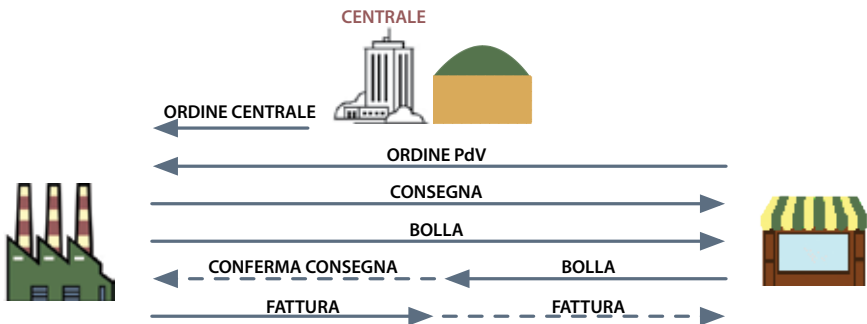 CENTRALE
ORDINE CENTRALE
ORDINE PdV
CONSEGNA
BOLLA
CONFERMA CONSEGNA BOLLA
FATTURA FATTURA